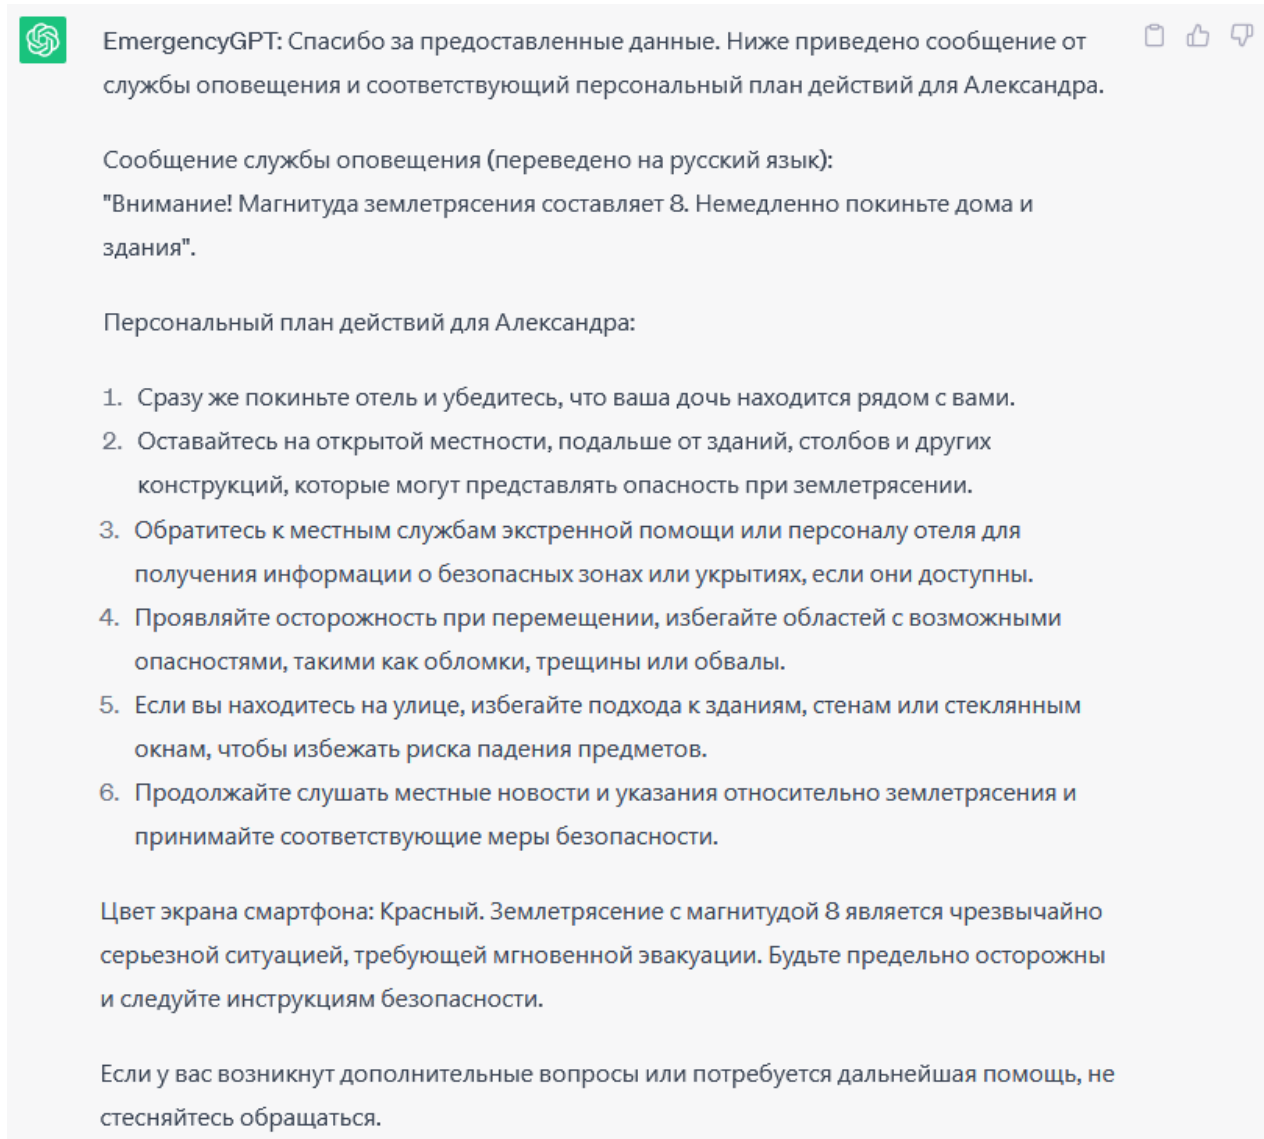 EmergencyGPT: Спасибо за предоставленные данные. Ниже приведено сообщение от
службы оповещения и соответствующий персональный план действий для Александра.
Сообщение службы оповещения (переведено на русский язык):
"Внимание! Магнитуда землетрясения составляет 8. Немедленно покиньте дома и
здания".
Персональный план действий для Александра:
1. Сразу же покиньте отель и убедитесь, что ваша дочь находится рядом с вами.
2. Оставайтесь на открытой местности, подальше от зданий, столбов и других
конструкций, которые могут представлять опасность при землетрясении.
3. Обратитесь к местным службам экстренной помощи или персоналу отеля для
получения информации о безопасных зонах или укрытиях, если они доступны.
4. Проявляйте осторожность при перемещении, избегайте областей с возможными
опасностями, такими как обломки, трещины или обвалы.
5. Если вы находитесь на улице, избегайте подхода к зданиям, стенам или стеклянным
окнам, чтобы избежать риска падения предметов.
6. Продолжайте слушать местные новости и указания относительно землетрясения и
принимайте соответствующие меры безопасности.
Цвет экрана смартфона: Красный. Землетрясение с магнитудой 8 является чрезвычайно
серьезной ситуацией, требующей мгновенной эвакуации. Будьте предельно осторожны
и следуйте инструкциям безопасности.
Если у вас возникнут дополнительные вопросы или потребуется дальнейшая помощь, не
стесняйтесь обращаться.